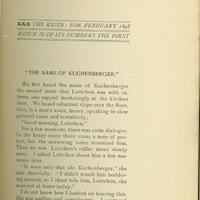 THE KIOTE: FOR FEBRUARY 1898
WHICH IS OF ITS NUMBERS THE FIRST
"THE NAME OF KUCHENBERGER."
We first heard the name of Kuchenberger
the second week that Lottchen was with us.
Some one rapped hesitatingly at the kitchen
door. We heard reluctant steps over the floor,
then, in a man's voice, heavy, speaking in slow
guttural tones and tentatively,
"Good morning, Lottchen."
For a few moments there was calm dialogue.
In the heavy voice there came a note of pro-
test, but the answering voice remained firm.
Then we saw Lottchen's caller move slowly
away. I asked Lottchen about him a few mo-
ments later.
"It was only that one Kuchenberger," she
said cheerfully. "I didn't watch him bodder-
ing mooch, so I chust tole him, Lottchen, she
was not at home today."
I do not know how I looked on hearing this.
She was smiling and complacent.